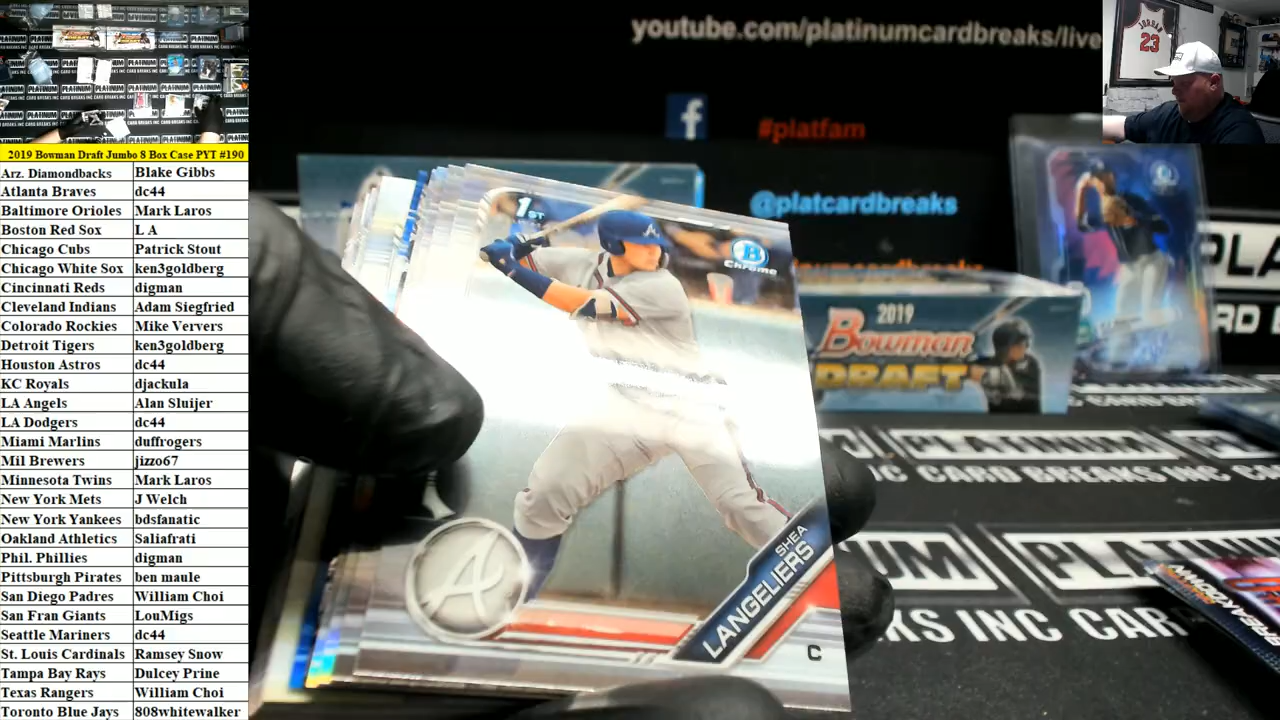 youtube.com/platinumcardbreaks/live
#platfam
@platcardbreaks
JORDAN
23
2019 Bowman Draft Jumbo 8 Box Case PYT #190
Arz. Diamondbacks Blake Gibbs
Atlanta Braves dc44
Baltimore Orioles Mark Laros
Boston Red Sox L A
Chicago Cubs Patrick Stout
Chicago White Sox ken3goldberg
Cincinnati Reds digman
Cleveland Indians Adam Siegfried
Colorado Rockies Mike Ververs
Detroit Tigers ken3goldberg
Houston Astros dc44
KC Royals djackula
LA Angels Alan Sluijer
LA Dodgers dc44
Miami Marlins duffrogers
Mil Brewers jizzo67
Minnesota Twins Mark Laros
New York Mets J Welch
New York Yankees bdsfanatic
Oakland Athletics Saliafrati
Phil. Phillies digman
Pittsburgh Pirates ben maule
San Diego Padres William Choi
San Fran Giants LouMigs
Seattle Mariners dc44
St. Louis Cardinals Ramsey Snow
Tampa Bay Rays Dulcey Prine
Texas Rangers William Choi
Toronto Blue Jays 808whitewalker
1ST
B
Chrome
A
SHEA
LANGELIERS
C
2019
Bowman
DRAFT
PLATINUM
CARD BREAKS INC